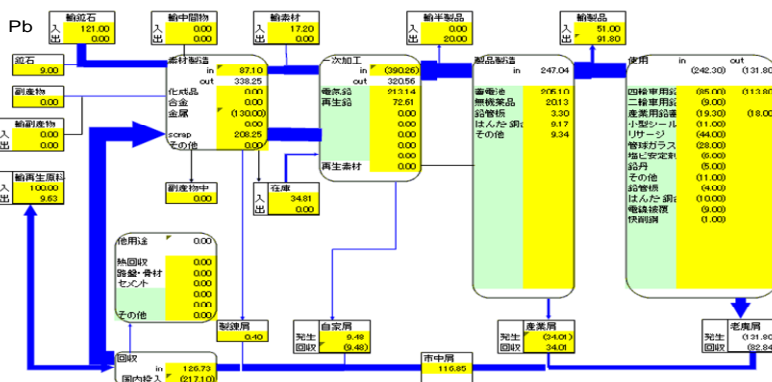 Pb
輸鉱石
入 121.00
出 0.00
輸中間物
入 0.00
出 0.00
輸素材
入 17.20
出 0.00
輸半製品
入 0.00
出 20.00
輸製品
入 51.00
出 91.80
鉱石
9.00
副産物
0.00
輸副産物
入 0.00
出 0.00
輸再生原料
入 100.00
出 9.63
素材製造
in 87.10
out 338.25
化成品 0.00
合金 0.00
金属 (130.00)
0.00
scrap 208.25
その他 0.00
二次加工
in (390.26)
out 320.56
電気鉛 213.14
再生鉛 72.61
0.00
0.00
0.00
0.00
0.00
再生素材 0.00
製品製造
in 247.04
蓄電池 205.10
無機薬品 20.13
鉛管板 3.30
はんだ・銅 9.17
その他 9.34
使用 in out
(242.30) (131.80
四輪車用鉛 (85.00) (113.80
二輪車用鉛 (9.00)
産業用鉛蓄 (19.30) (18.00
小型シール (11.00)
リサージ (44.00)
管球ガラス (28.00)
塩ビ安定剤 (6.00)
鉛丹 (5.00)
その他 (11.00)
鉛管板 (4.00)
はんだ・銅 (10.00)
電線被覆 (9.00)
快削鋼 (1.00)
副産物中
0.00
在庫
入 34.81
出 0.00
他用途 0.00
熱回収 0.00
路盤・骨材 0.00
セメント 0.00
0.00
0.00
その他 0.00
製錬屑
0.40
自家屑
発生 9.48
回収 (9.48)
産業屑
発生 (34.01)
回収 34.01
老廃屑
発生 (131.80
回収 (82.84
回収
in 126.73
国内投入 (217.10)
市中屑
116.85